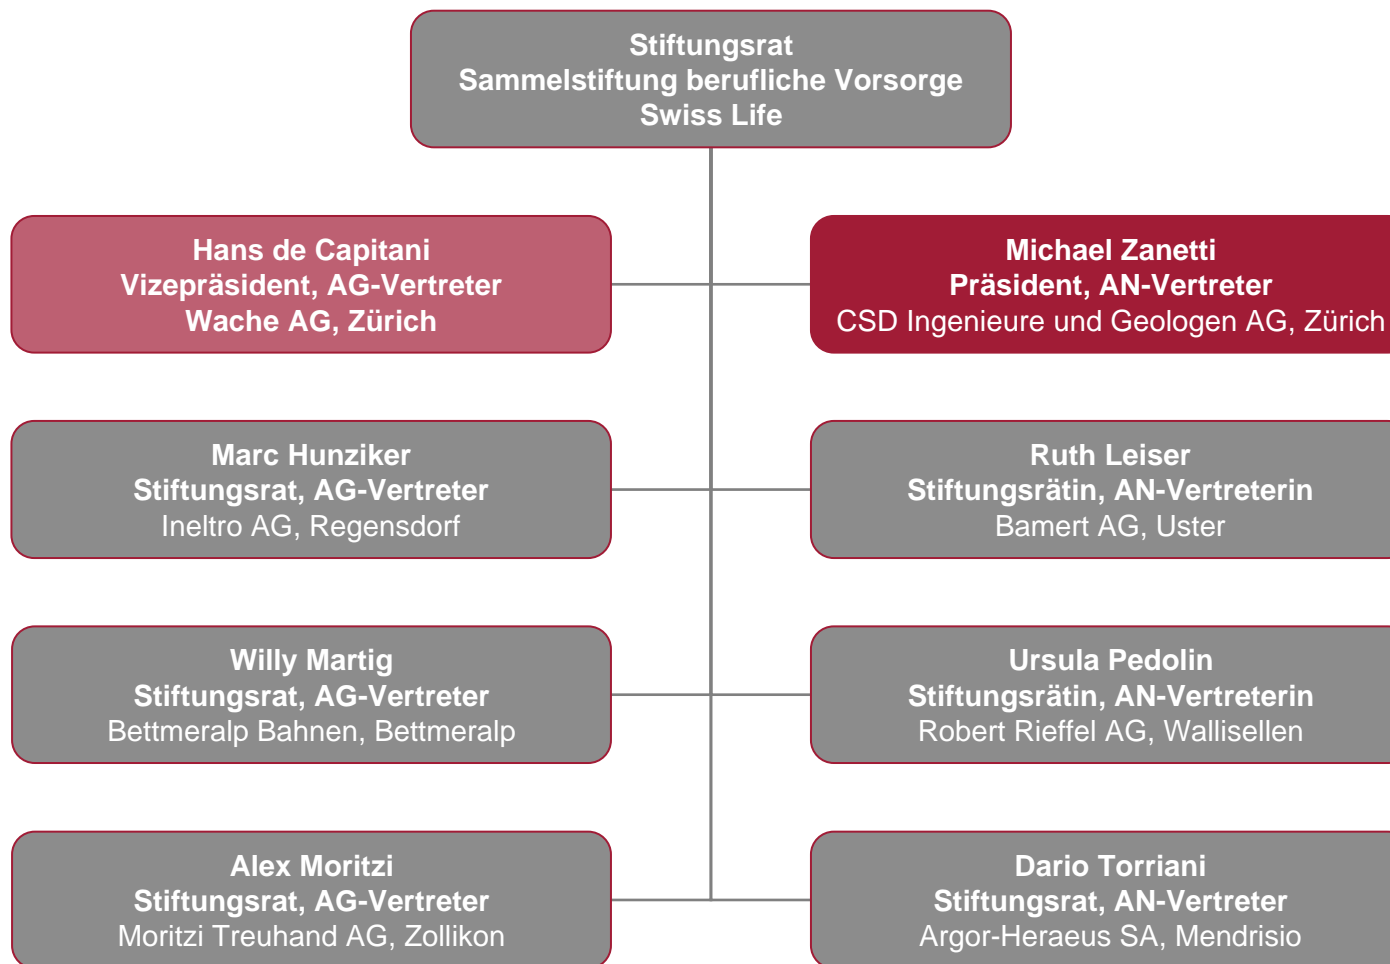 Stiftungsrat
Sammelstiftung berufliche Vorsorge
Swiss Life
Hans de Capitani
Vizepräsident, AG-Vertreter
Wache AG, Zürich
Michael Zanetti
Präsident, AN-Vertreter
CSD Ingenieure und Geologen AG, Zürich
Marc Hunziker
Stiftungsrat, AG-Vertreter
Ineltro AG, Regensdorf
Ruth Leiser
Stiftungsrätin, AN-Vertreterin
Bamert AG, Uster
Willy Martig
Stiftungsrat, AG-Vertreter
Bettmeralp Bahnen, Bettmeralp
Ursula Pedolin
Stiftungsrätin, AN-Vertreterin
Robert Rieffel AG, Wallisellen
Alex Moritzi
Stiftungsrat, AG-Vertreter
Moritzi Treuhand AG, Zollikon
Dario Torriani
Stiftungsrat, AN-Vertreter
Argor-Heraeus SA, Mendrisio